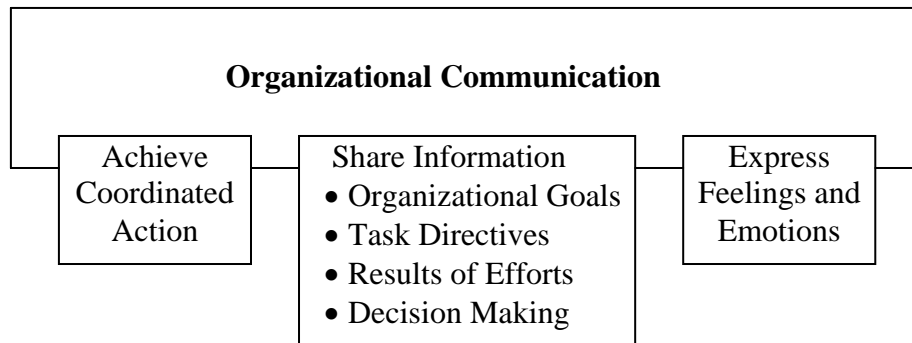 Organizational Communication
Achieve
Coordinated
Action
Share Information
• Organizational Goals
• Task Directives
• Results of Efforts
• Decision Making
Express
Feelings and
Emotions